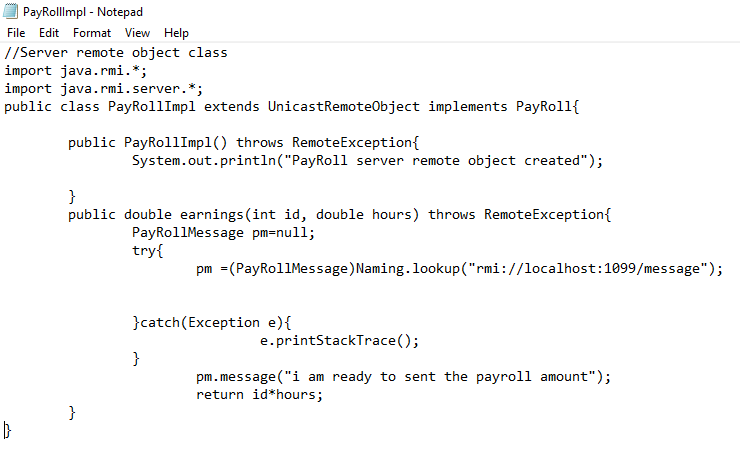 PayRollImpl - Notepad
File Edit Format View Help
//Server remote object class
import java.rmi.*;
import java.rmi.server.*;
public class PayRollImpl extends UnicastRemoteObject implements PayRoll{
public PayRollImpl() throws RemoteException{
System.out.println("PayRoll server remote object created");
}
public double earnings(int id, double hours) throws RemoteException{
PayRollMessage pm=null;
try{
pm =(PayRollMessage)Naming.lookup("rmi://localhost:1099/message");
}catch(Exception e){
e.printStackTrace();
}
pm.message("i am ready to sent the payroll amount");
return id*hours;
}
}